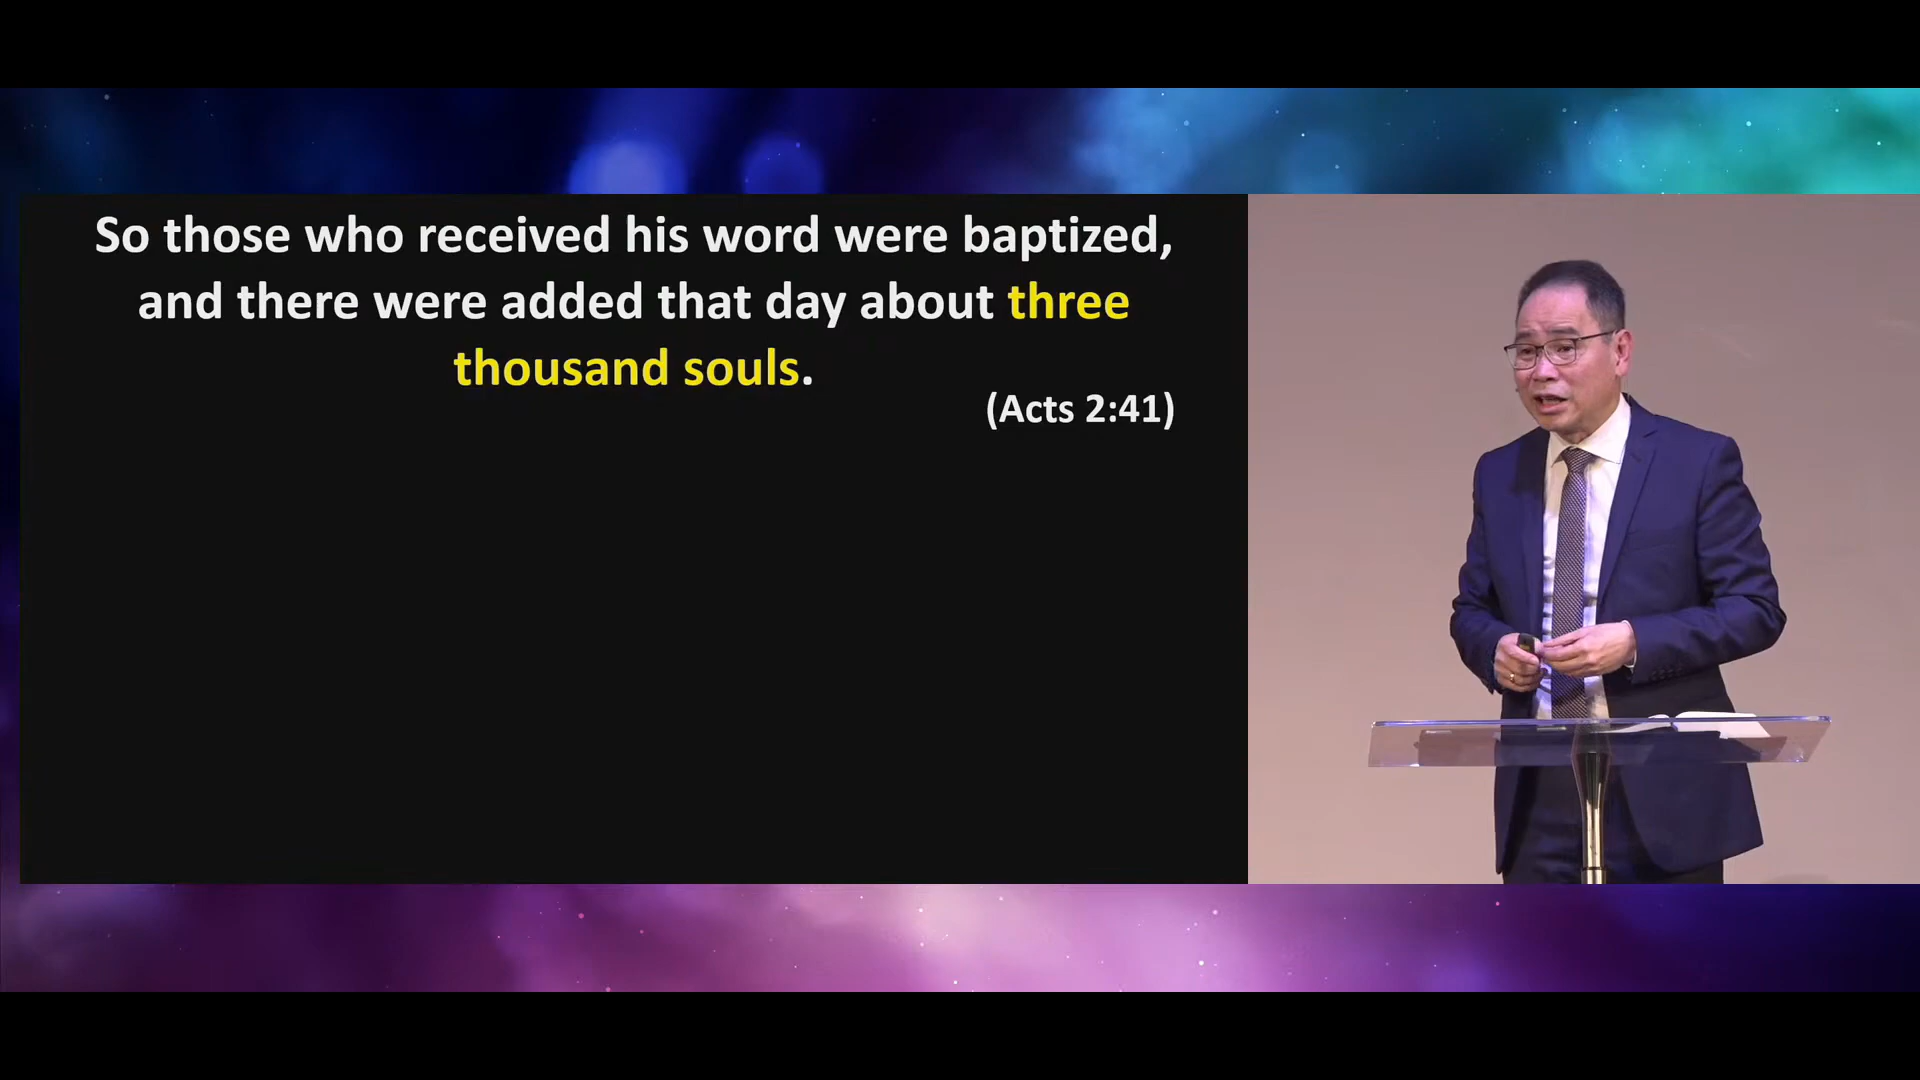 So those who received his word were baptized,
and there were added that day about three
thousand souls.
(Acts 2:41)